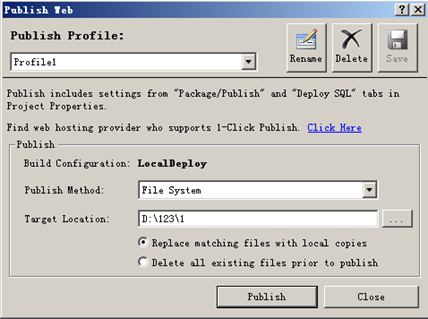 Publish Web
Publish Profile:
Profile1
Rename
Delete
Save
Publish includes settings from "Package/Publish" and "Deploy SQL" tabs in
Project Properties.
Find web hosting provider who supports 1-Click Publish. Click Here
Publish
Build Configuration: LocalDeploy
Publish Method: File System
Target Location: D:\123\1 ...
Replace matching files with local copies
Delete all existing files prior to publish
Publish Close